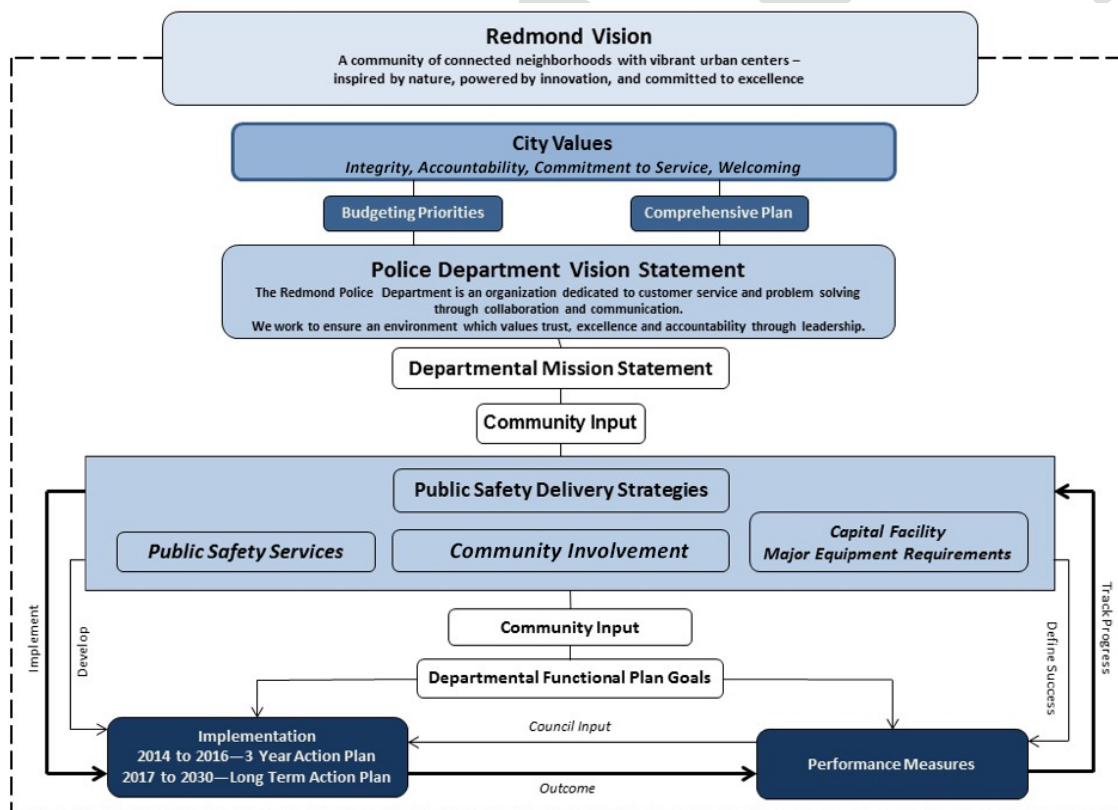 Redmond Vision
A community of connected neighborhoods with vibrant urban centers –
inspired by nature, powered by innovation, and committed to excellence
City Values
Integrity, Accountability, Commitment to Service, Welcoming
Budgeting Priorities
Comprehensive Plan
Police Department Vision Statement
The Redmond Police Department is an organization dedicated to customer service and problem solving
through collaboration and communication.
We work to ensure an environment which values trust, excellence and accountability through leadership.
Departmental Mission Statement
Community Input
Public Safety Delivery Strategies
Public Safety Services
Community Involvement
Capital Facility
Major Equipment Requirements
Implement
Develop
Community Input
Departmental Functional Plan Goals
Define Success
Track Progress
Implementation
2014 to 2016—3 Year Action Plan
2017 to 2030—Long Term Action Plan
Council Input
Outcome
Performance Measures